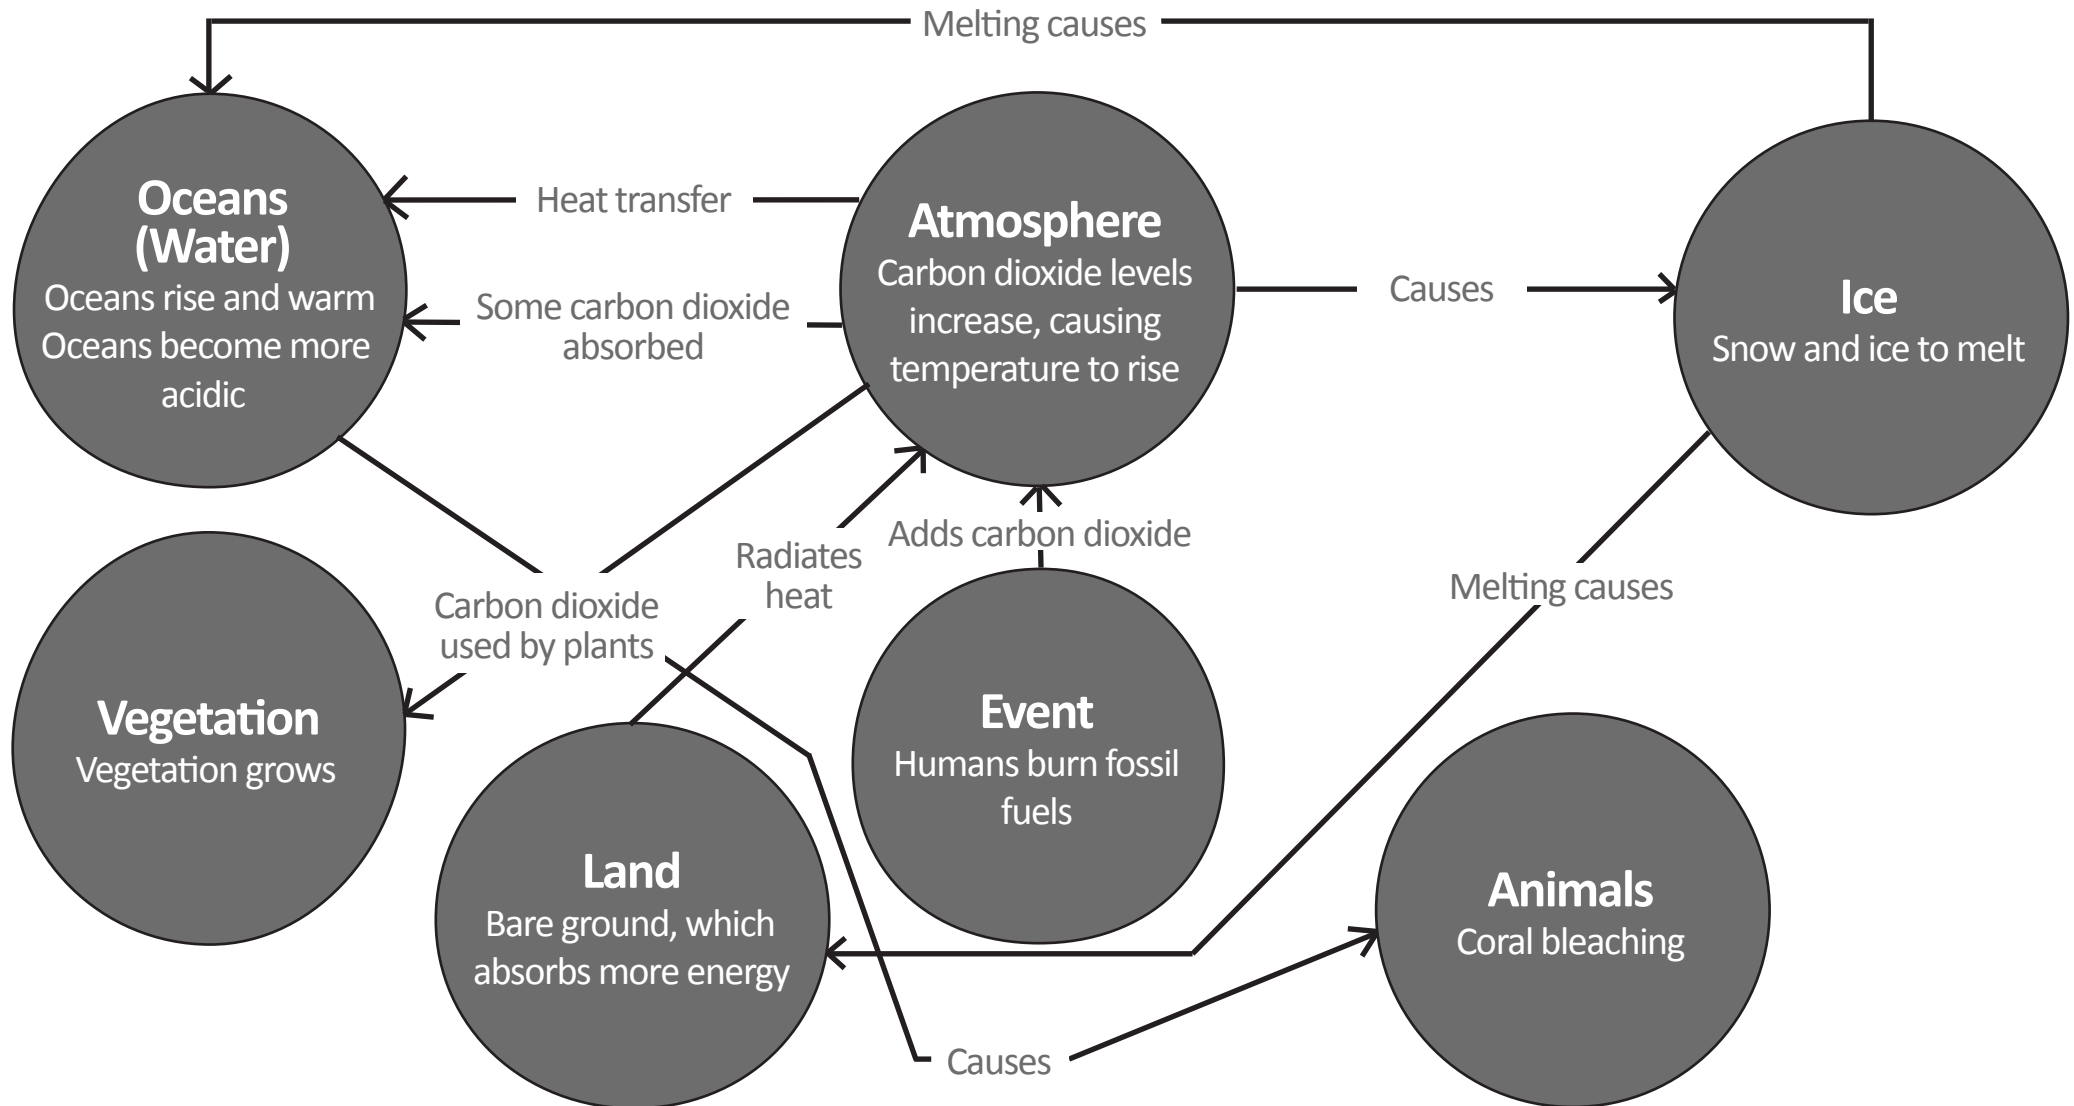 Melting causes
Oceans
(Water)
Oceans rise and warm
Oceans become more
acidic
Heat transfer
Some carbon dioxide
absorbed
Atmosphere
Carbon dioxide levels
increase, causing
temperature to rise
Causes
Ice
Snow and ice to melt
Carbon dioxide
used by plants
Radiates
heat
Adds carbon dioxide
Melting causes
Vegetation
Vegetation grows
Land
Bare ground, which
absorbs more energy
Event
Humans burn fossil
fuels
Animals
Coral bleaching
Causes